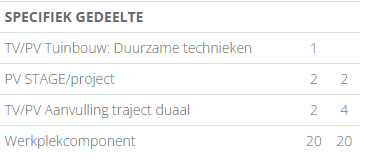 SPECIFIEK GEDEELTE
TV/PV Tuinbouw: Duurzame technieken 1
PV STAGE/project 2 2
TV/PV Aanvulling traject duaal 2 4
Werkplekcomponent 20 20